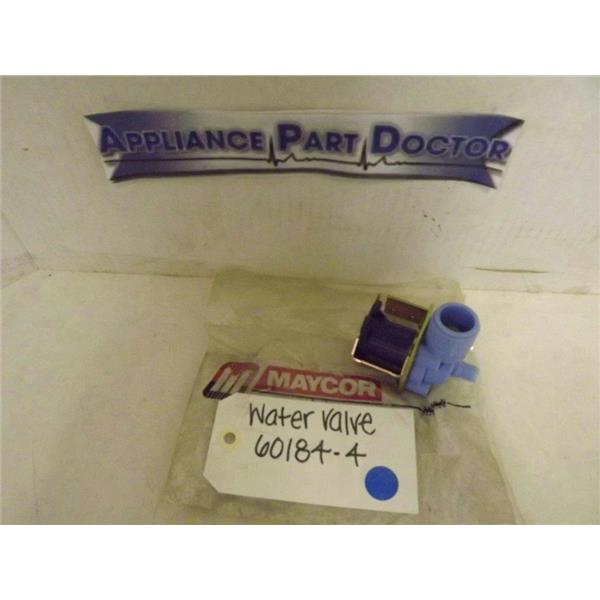 APPLIANCE PART DOCTOR
MAYCOR
Water Valve
60184-4